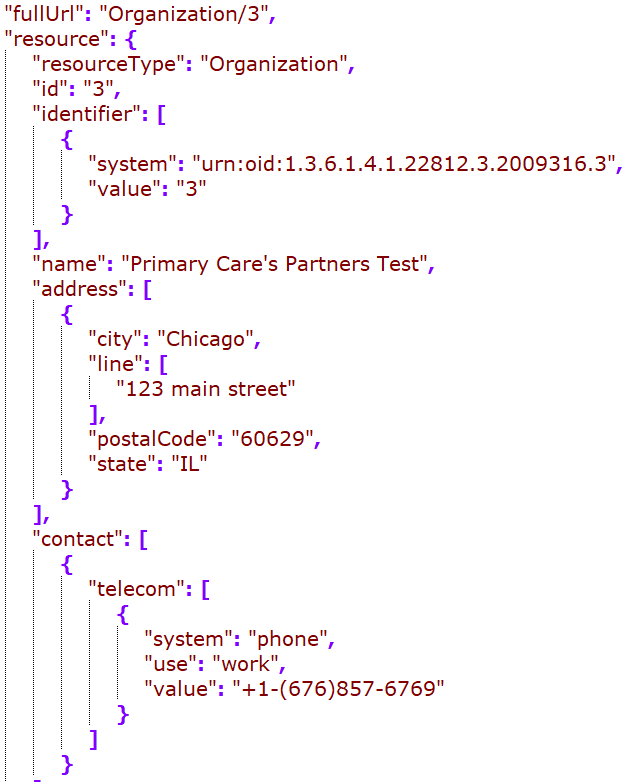 "fullUrl": "Organization/3",
"resource": {
"resourceType": "Organization",
"id": "3",
"identifier": [
{
"system": "urn:oid:1.3.6.1.4.1.22812.3.2009316.3",
"value": "3"
}
],
"name": "Primary Care's Partners Test",
"address": [
{
"city": "Chicago",
"line": [
"123 main street"
],
"postalCode": "60629",
"state": "IL"
}
],
"contact": [
{
"telecom": [
{
"system": "phone",
"use": "work",
"value": "+1-(676)857-6769"
}
]
}